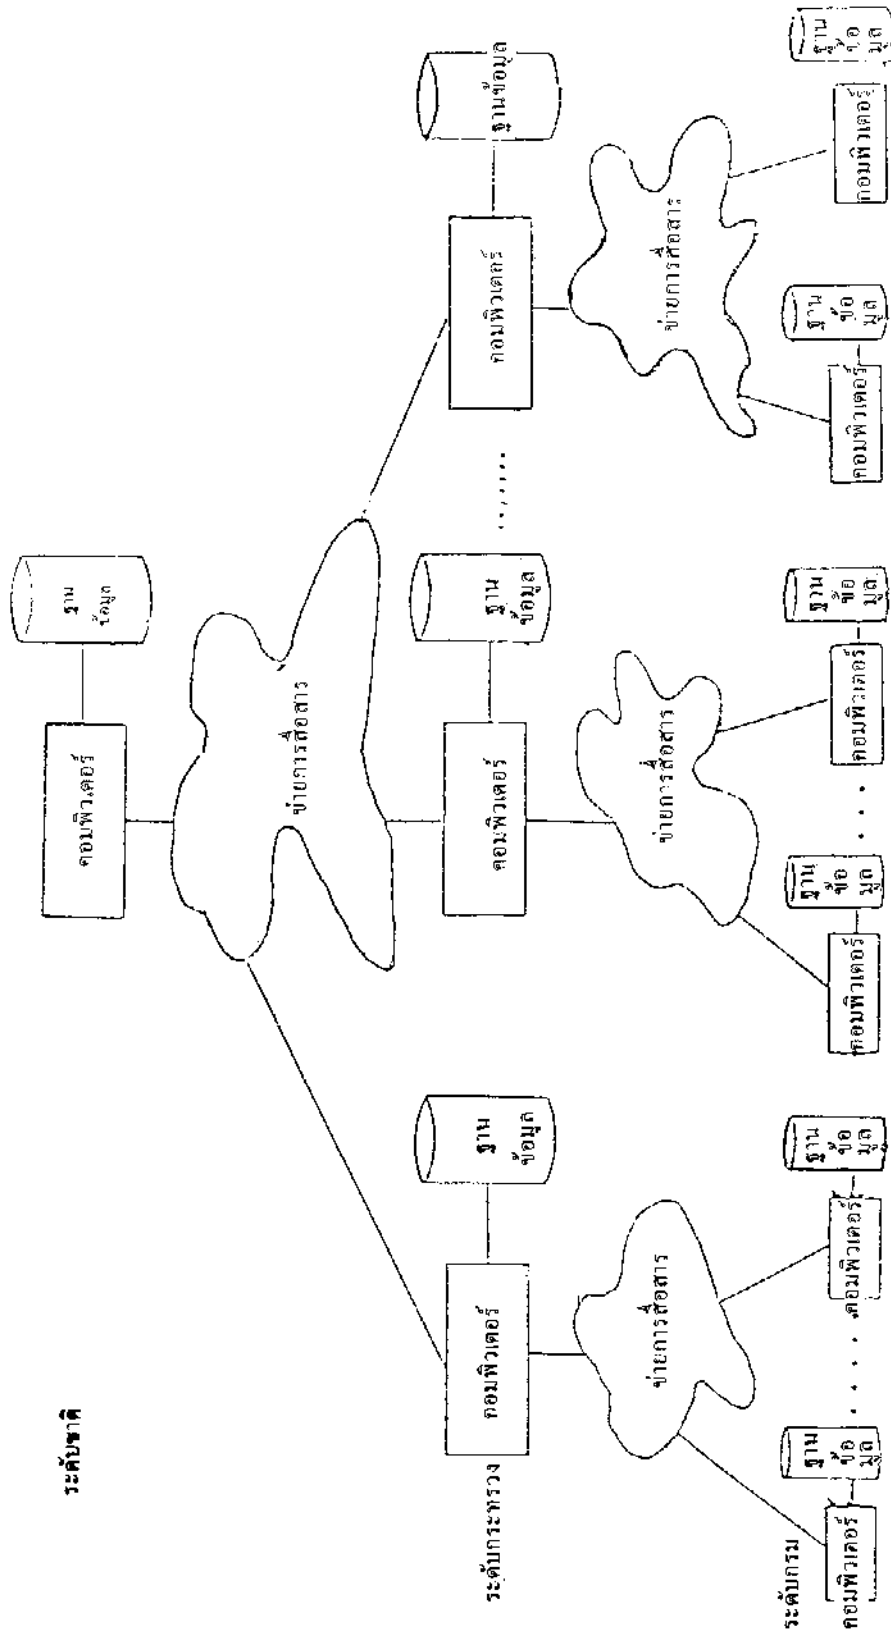 ระดับชาติ
คอมพิวเตอร์
ฐาน
ข้อมูล
ข่ายการสื่อสาร
ระดับกระทรวง
คอมพิวเตอร์
ฐาน
ข้อมูล
คอมพิวเตอร์
ฐาน
ข้อมูล
.......
คอมพิวเตอร์
ฐานข้อมูล
ข่ายการสื่อสาร
ข่ายการสื่อสาร
ข่ายการสื่อสาร
ระดับกรม
คอมพิวเตอร์
ฐาน
ข้อ
มูล
.....
คอมพิวเตอร์
ฐาน
ข้อ
มูล
คอมพิวเตอร์
ฐาน
ข้อ
มูล
....
คอมพิวเตอร์
ฐาน
ข้อ
มูล
คอมพิวเตอร์
ฐาน
ข้อ
มูล
คอมพิวเตอร์
ฐาน
ข้อ
มูล